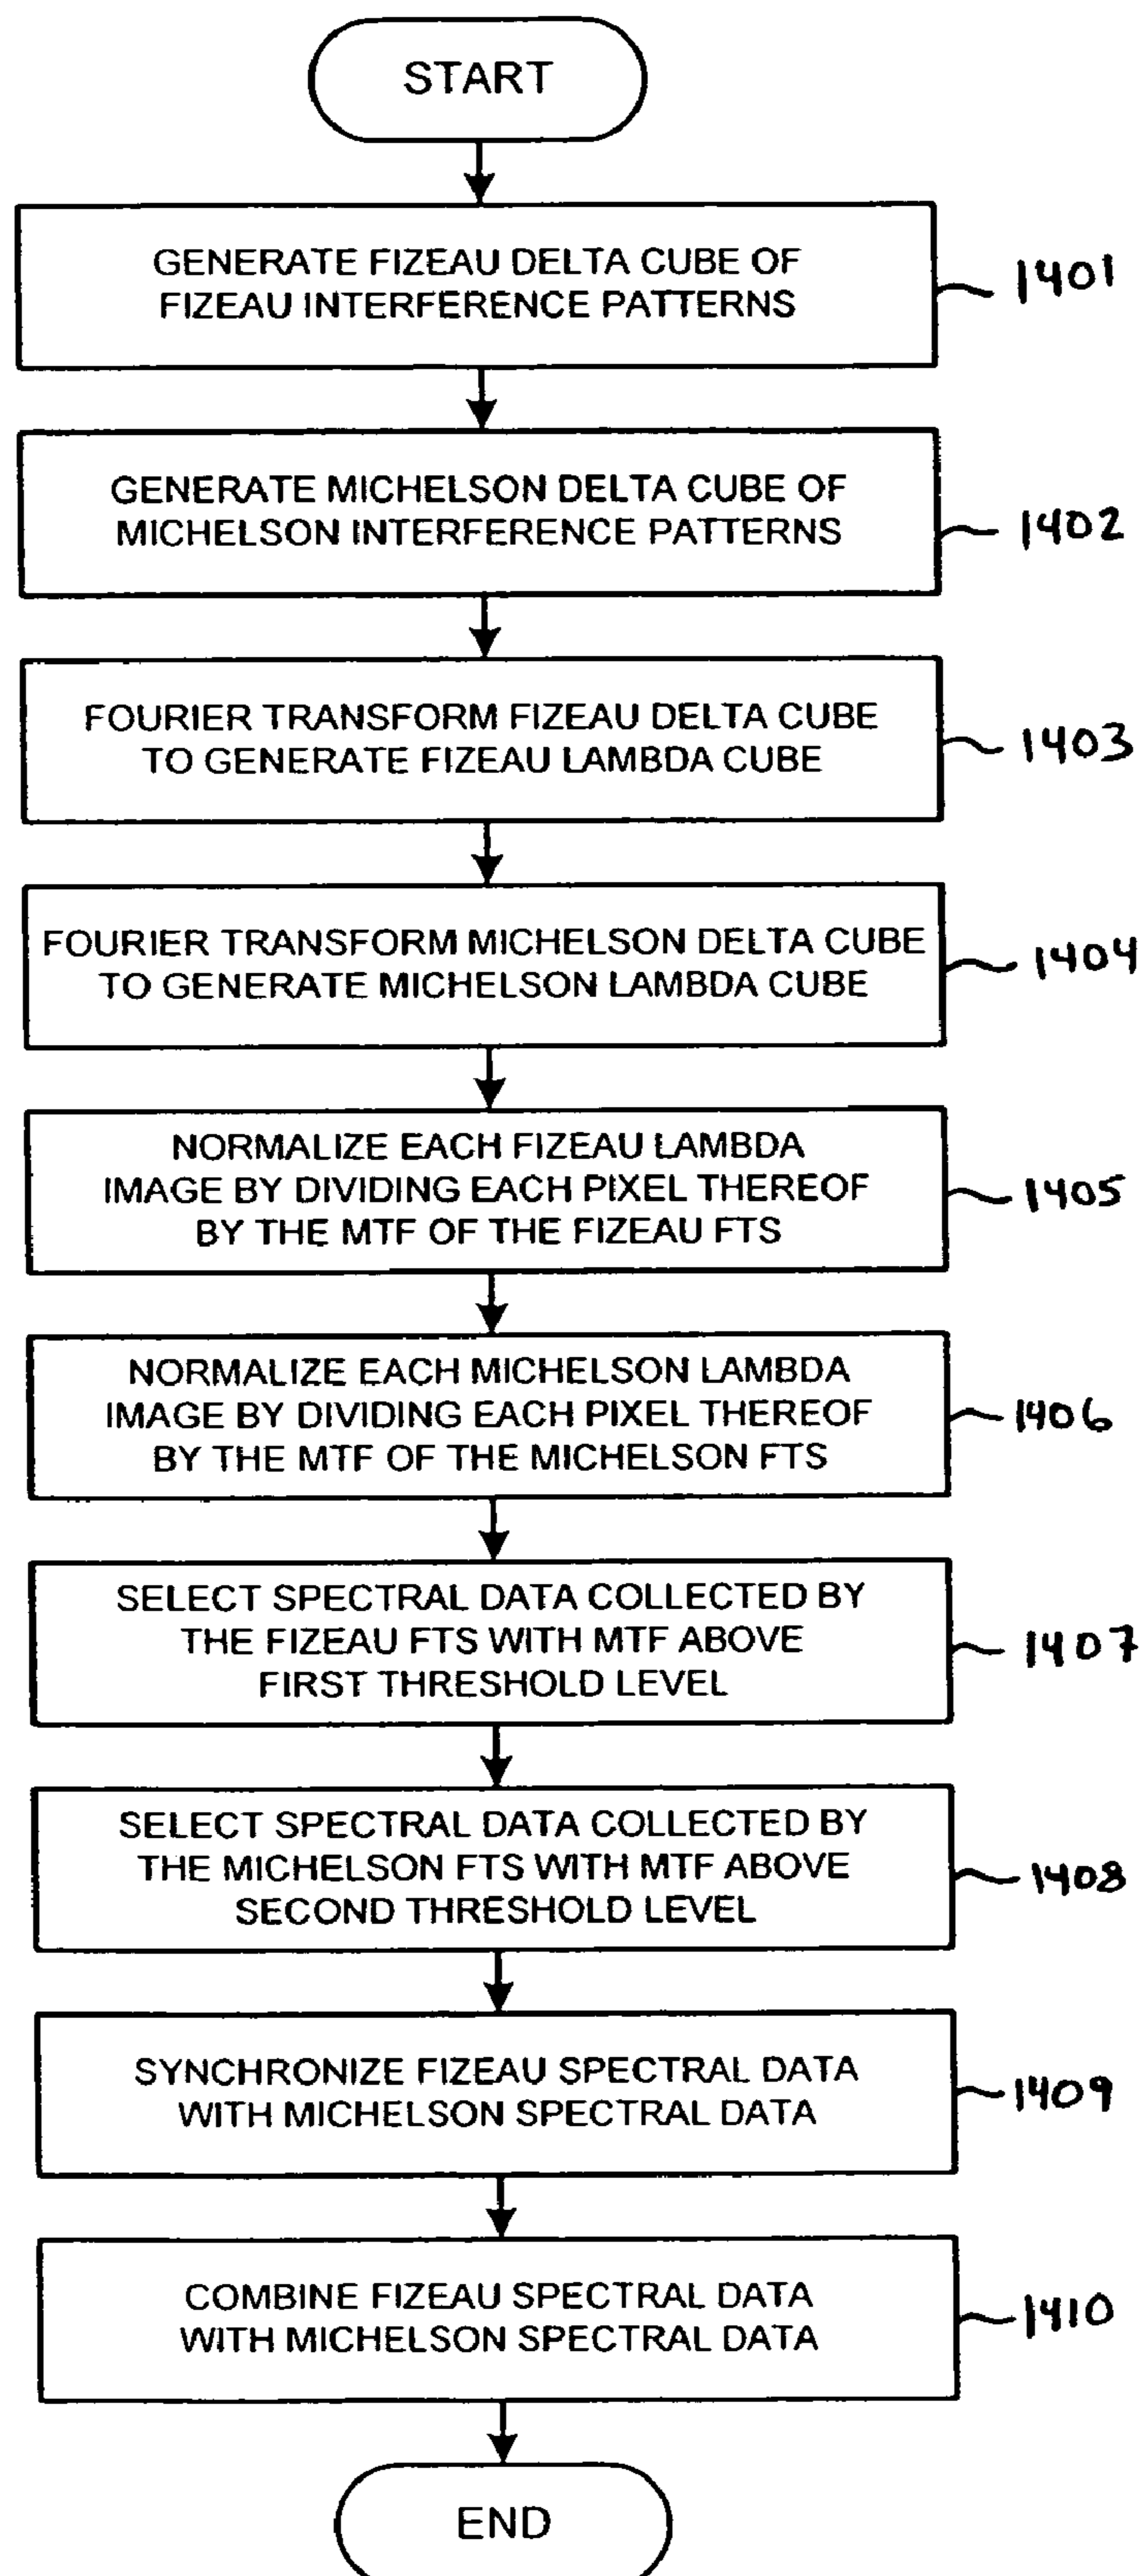 START
GENERATE FIZEAU DELTA CUBE OF
FIZEAU INTERFERENCE PATTERNS
1401
GENERATE MICHELSON DELTA CUBE OF
MICHELSON INTERFERENCE PATTERNS
1402
FOURIER TRANSFORM FIZEAU DELTA CUBE
TO GENERATE FIZEAU LAMBDA CUBE
1403
FOURIER TRANSFORM MICHELSON DELTA CUBE
TO GENERATE MICHELSON LAMBDA CUBE
1404
NORMALIZE EACH FIZEAU LAMBDA
IMAGE BY DIVIDING EACH PIXEL THEREOF
BY THE MTF OF THE FIZEAU FTS
1405
NORMALIZE EACH MICHELSON LAMBDA
IMAGE BY DIVIDING EACH PIXEL THEREOF
BY THE MTF OF THE MICHELSON FTS
1406
SELECT SPECTRAL DATA COLLECTED BY
THE FIZEAU FTS WITH MTF ABOVE
FIRST THRESHOLD LEVEL
1407
SELECT SPECTRAL DATA COLLECTED BY
THE MICHELSON FTS WITH MTF ABOVE
SECOND THRESHOLD LEVEL
1408
SYNCHRONIZE FIZEAU SPECTRAL DATA
WITH MICHELSON SPECTRAL DATA
1409
COMBINE FIZEAU SPECTRAL DATA
WITH MICHELSON SPECTRAL DATA
1410
END